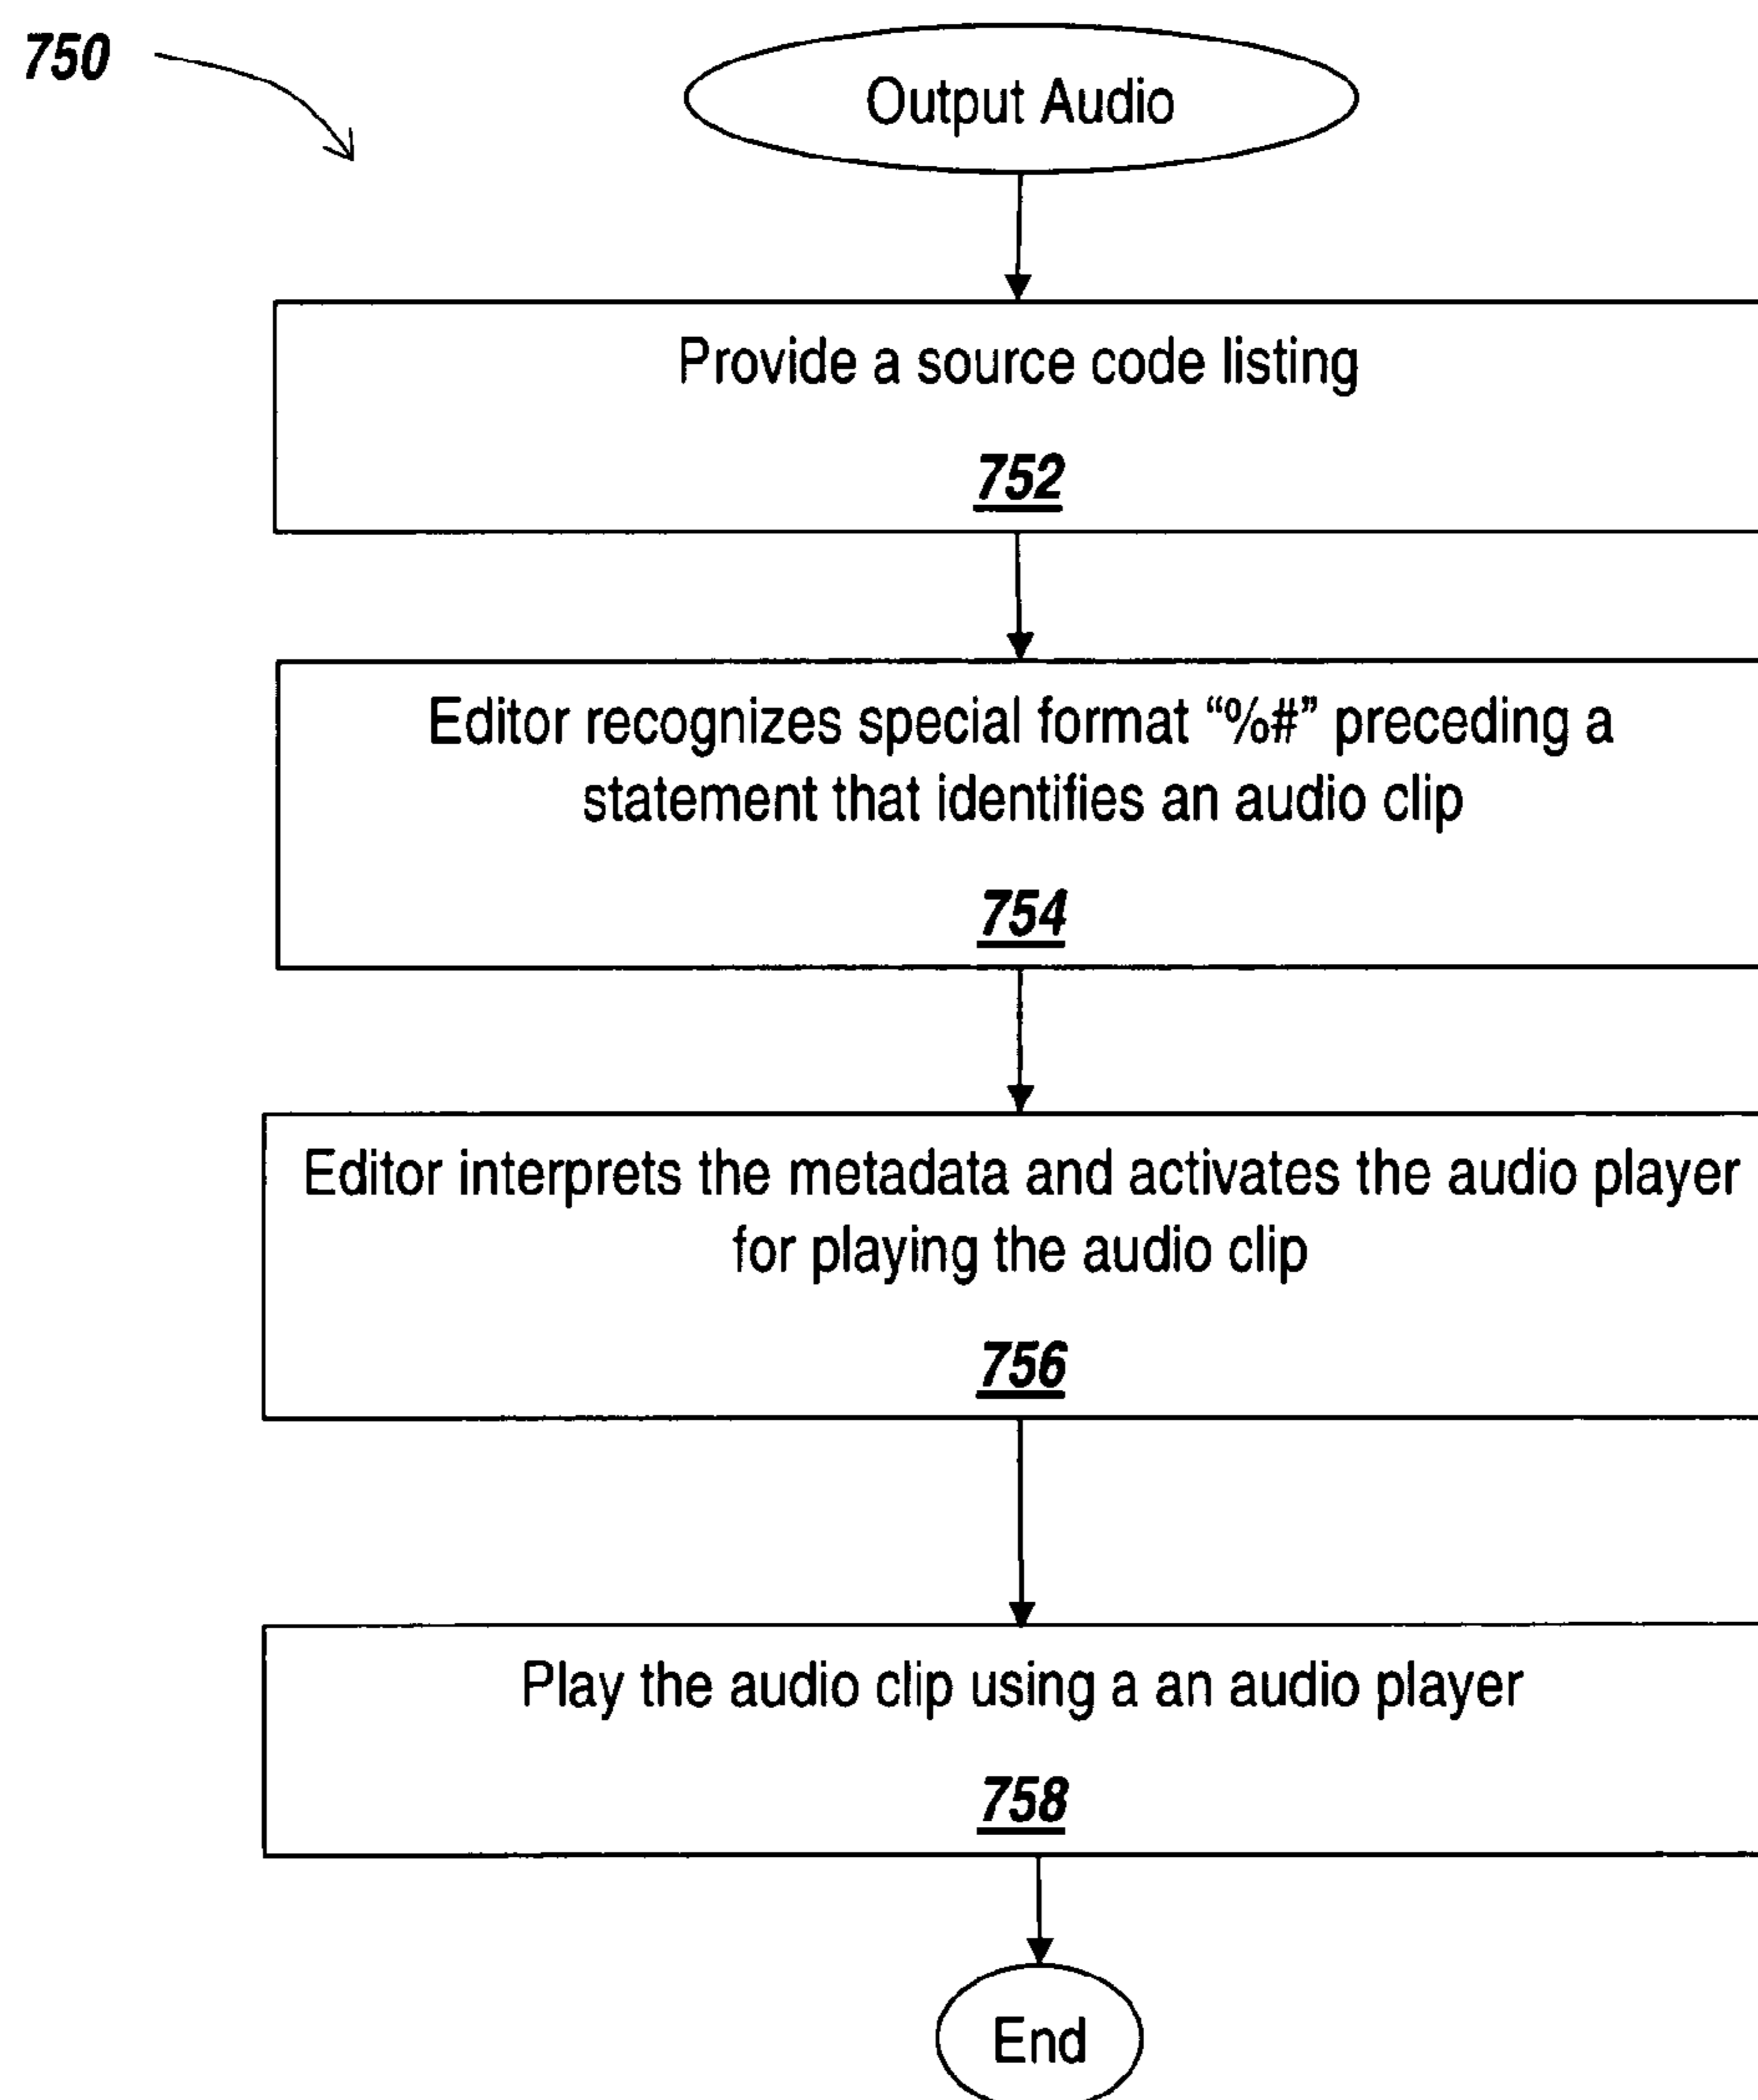 750
Output Audio
Provide a source code listing
752
Editor recognizes special format “%#” preceding a
statement that identifies an audio clip
754
Editor interprets the metadata and activates the audio player
for playing the audio clip
756
Play the audio clip using a an audio player
758
End